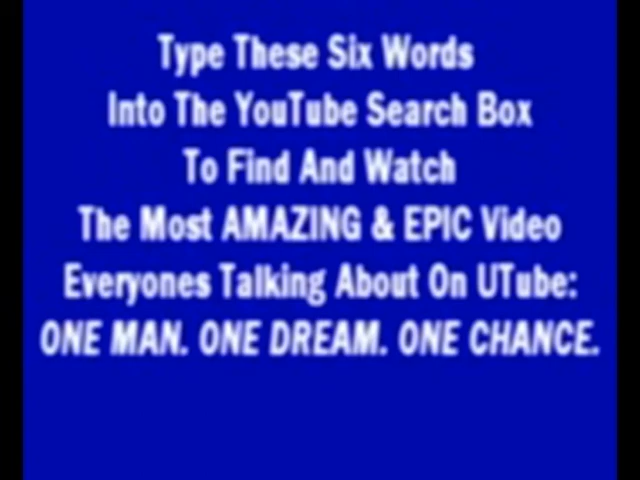 Type These Six Words
Into The YouTube Search Box
To Find And Watch
The Most AMAZING & EPIC Video
Everyones Talking About On UTube:
ONE MAN. ONE DREAM. ONE CHANCE.